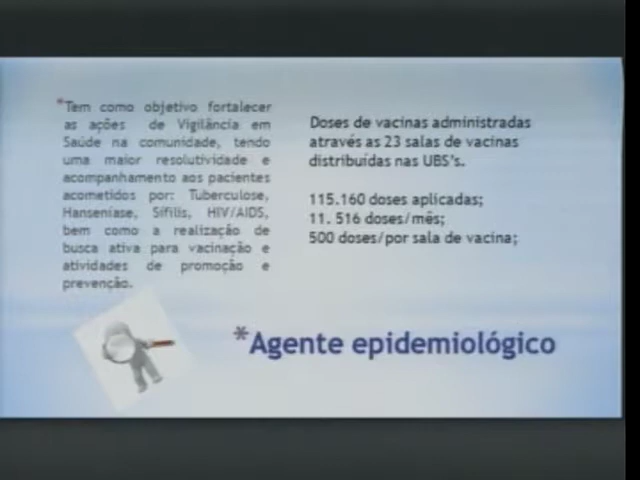 *Tem como objetivo fortalecer
as ações de Vigilância em
Saúde na comunidade, tendo
uma maior resolutividade e
acompanhamento aos pacientes
acometidos por: Tuberculose,
Hanseníase, Sífilis, HIV/AIDS,
bem como a realização de
busca ativa para vacinação e
atividades de promoção e
prevenção.
Doses de vacinas administradas
através as 23 salas de vacinas
distribuídas nas UBS's.
115.160 doses aplicadas;
11. 516 doses/mês;
500 doses/por sala de vacina;
*Agente epidemiológico